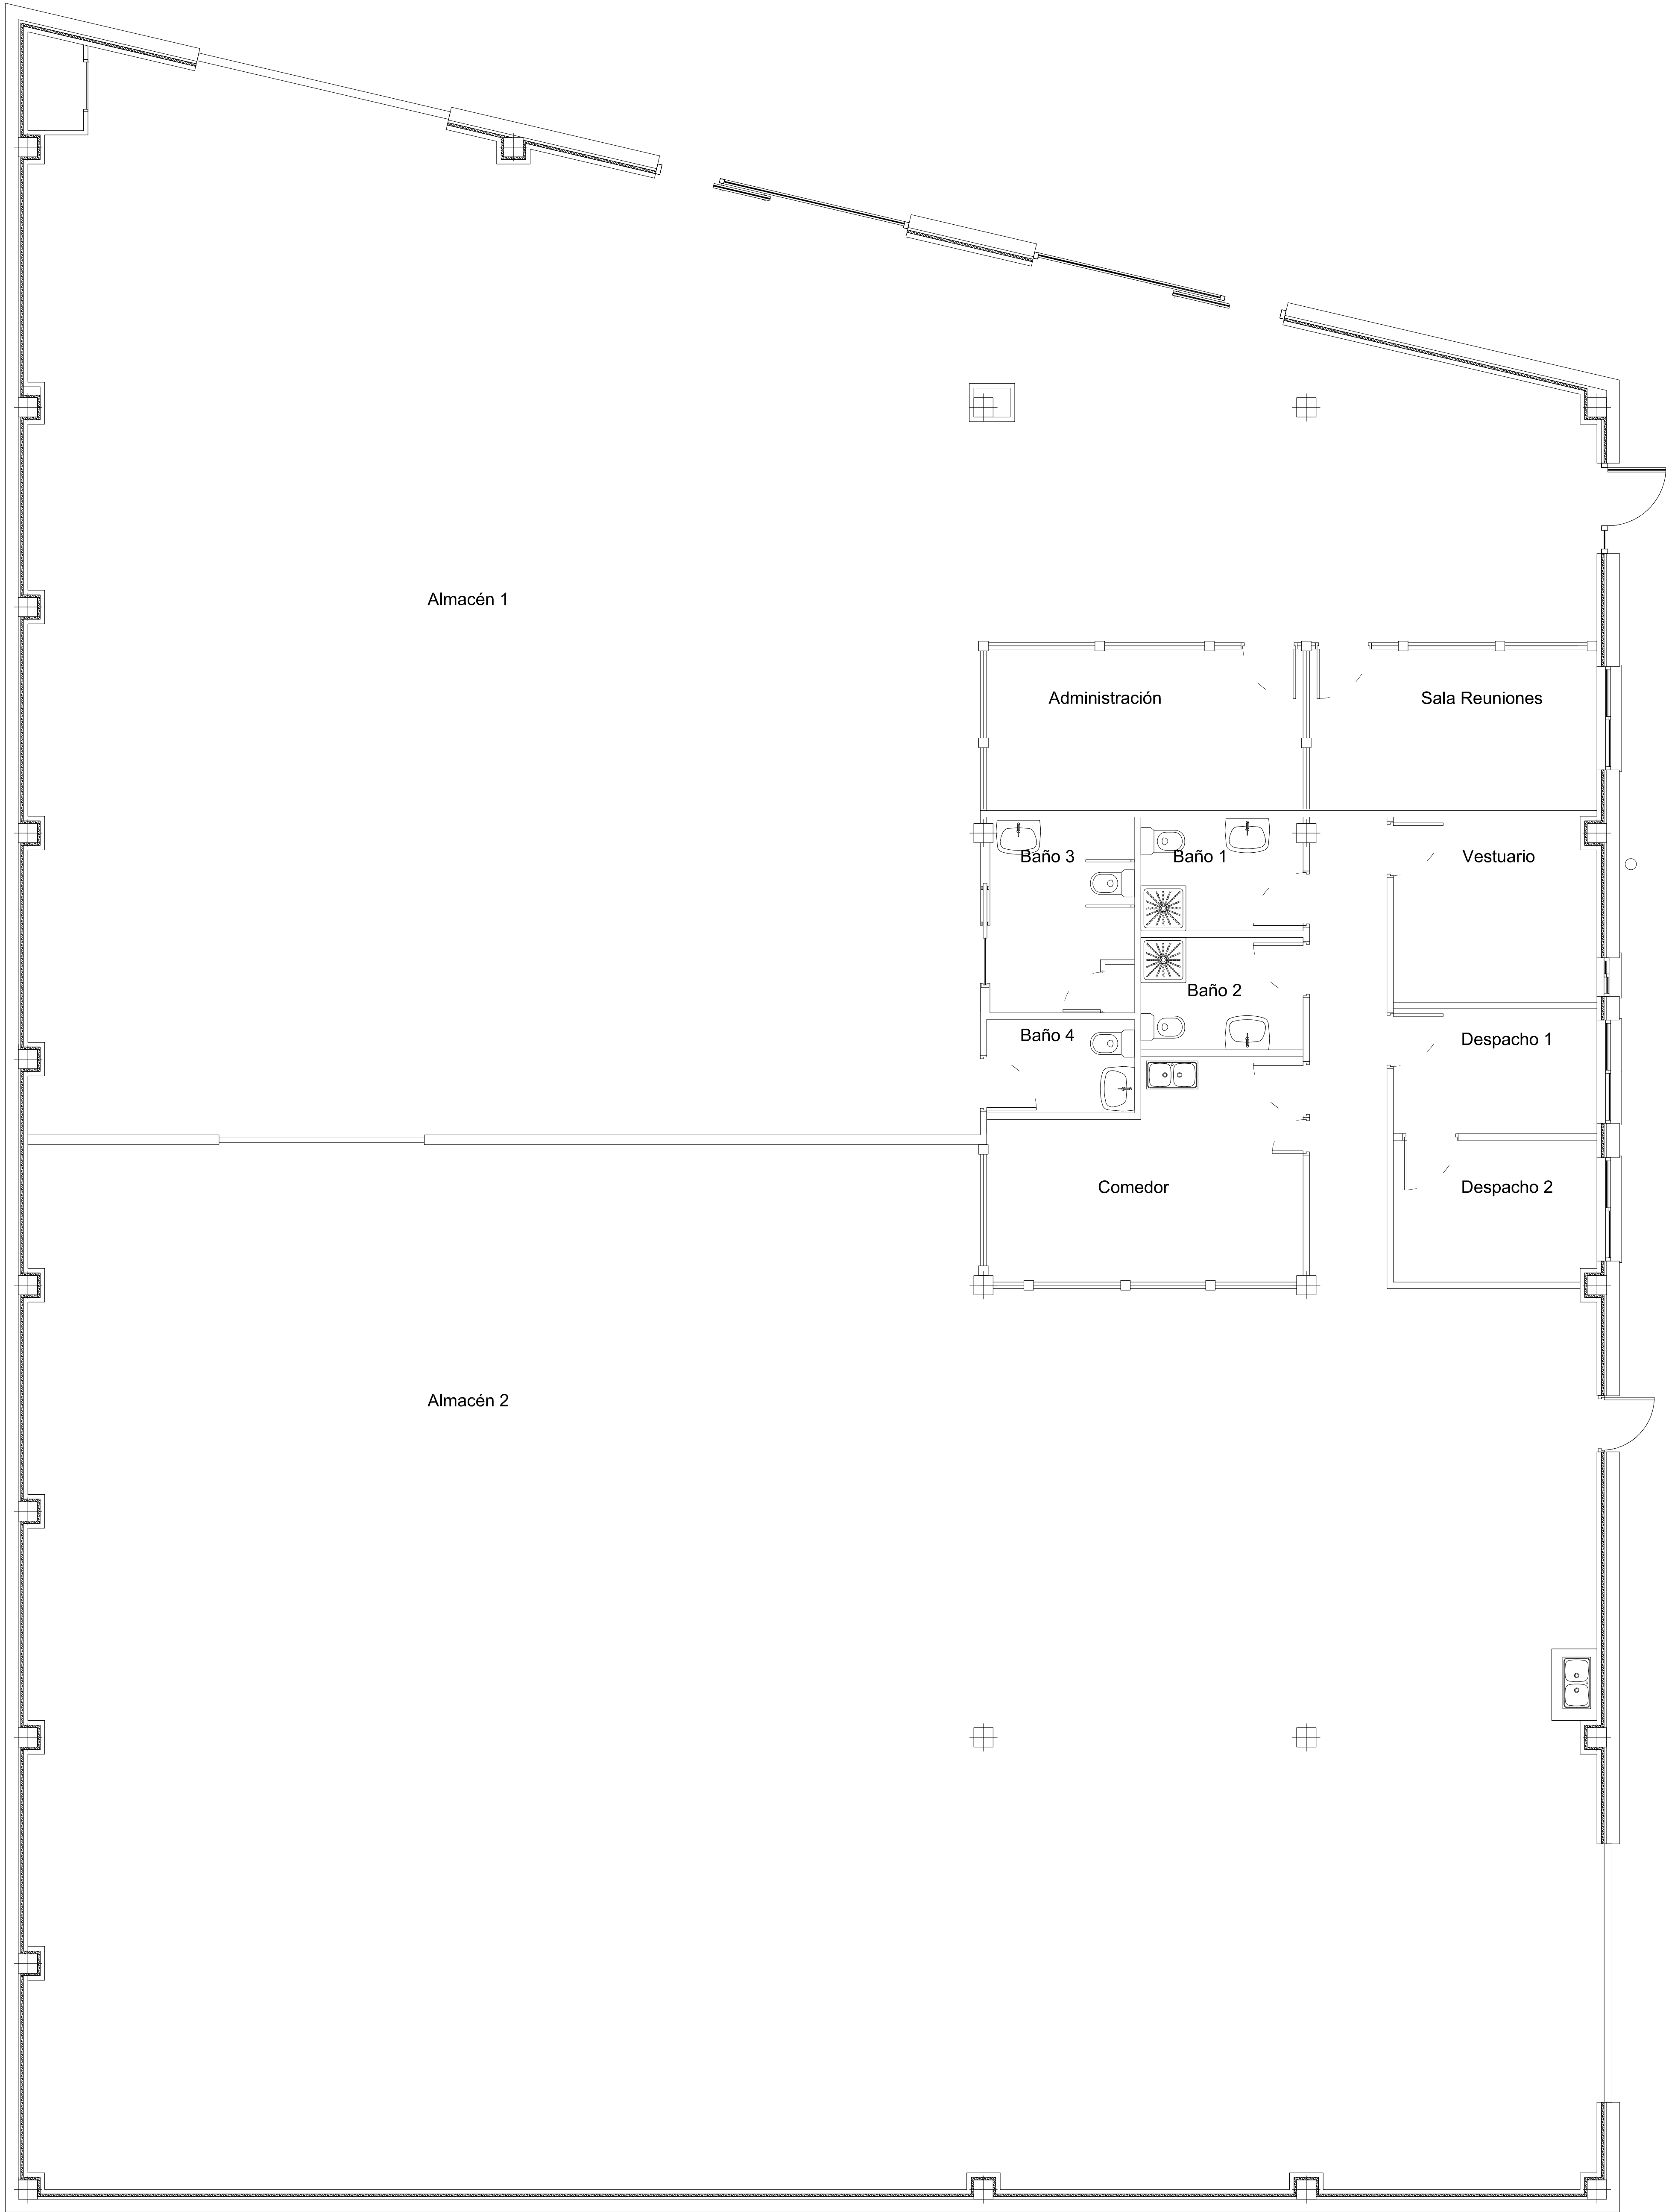 Almacén 1
Administración
Sala Reuniones
Baño 3
Baño 1
Vestuario
Baño 2
Baño 4
Despacho 1
Comedor
Despacho 2
Almacén 2